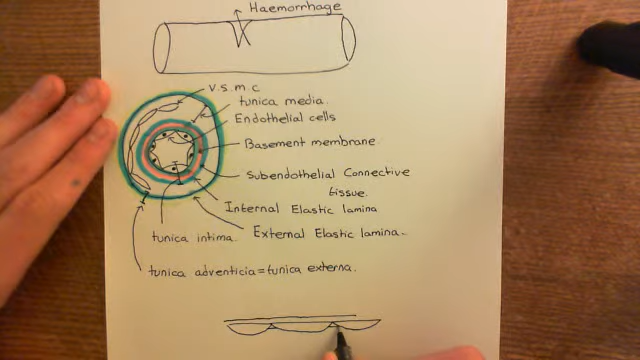 Haemorrhage
v.s.m.c
tunica media.
Endothelial cells
Basement membrane
Subendothelial Connective
tissue.
Internal Elastic lamina
tunica intima.
External Elastic lamina.
tunica adventicia = tunica externa.